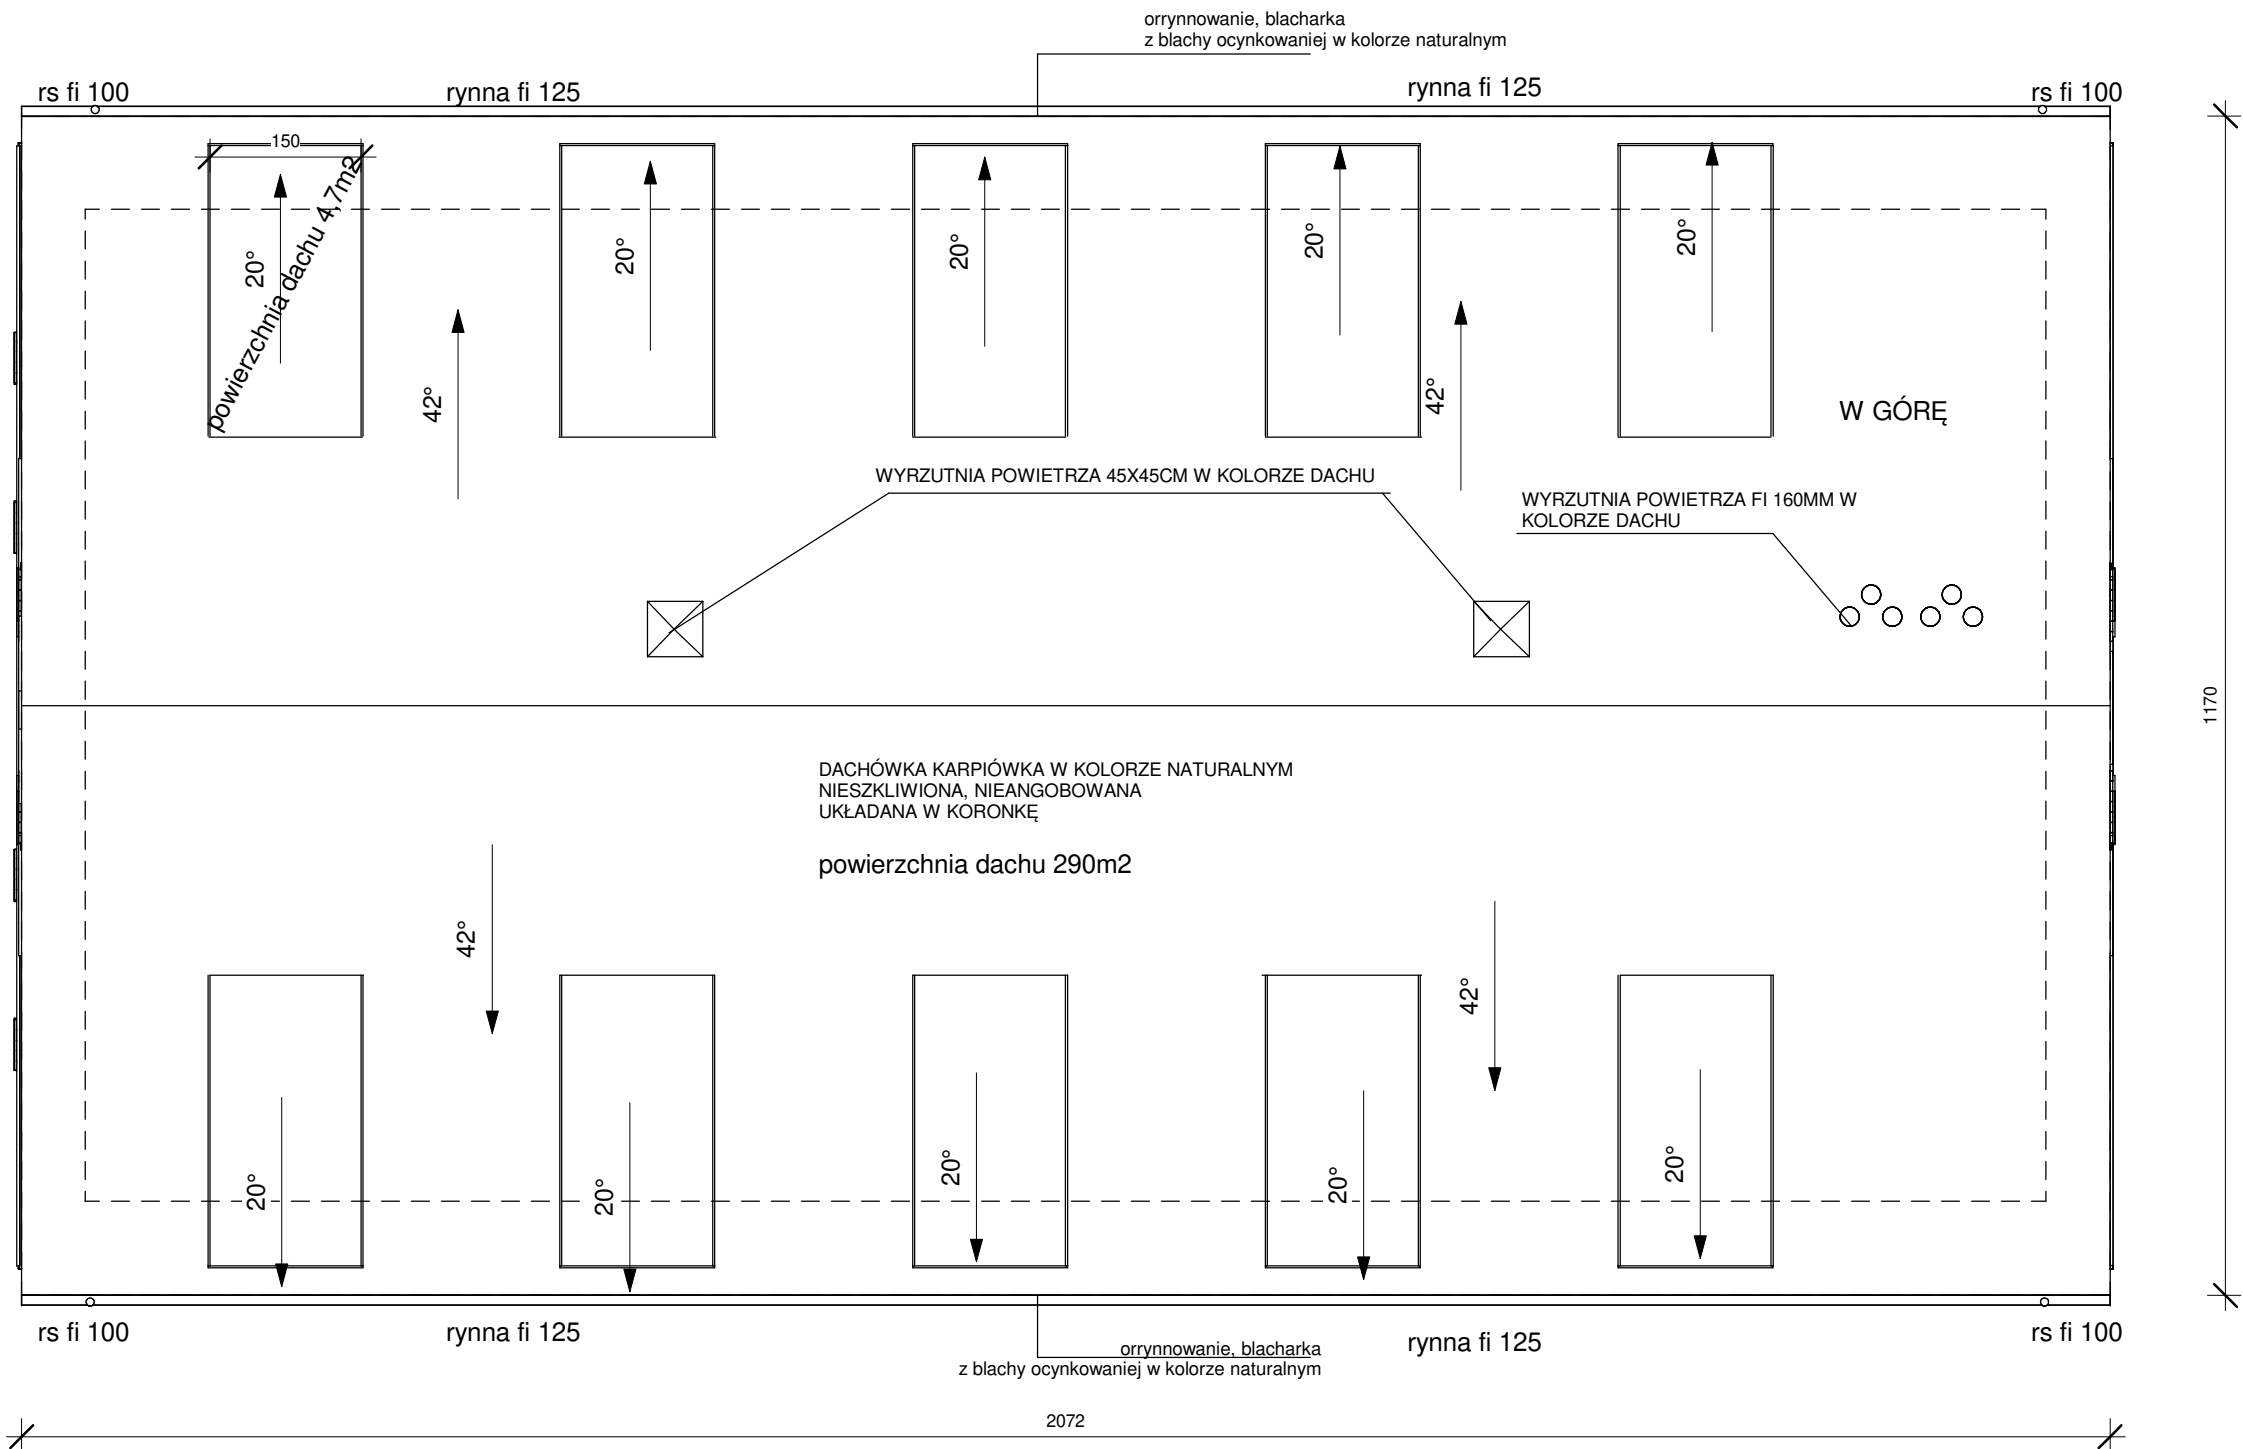 orrynnowanie, blacharka
z blachy ocynkowaniej w kolorze naturalnym
rs fi 100
rynna fi 125
rynna fi 125
rs fi 100
150
powierzchnia dachu 4,7m2
20°
20°
20°
20°
20°
42°
42°
W GÓRĘ
WYRZUTNIA POWIETRZA 45X45CM W KOLORZE DACHU
WYRZUTNIA POWIETRZA FI 160MM W
KOLORZE DACHU
1170
DACHÓWKA KARPIÓWKA W KOLORZE NATURALNYM
NIESZKLIWIONA, NIEANGOBOWANA
UKŁADANA W KORONKĘ
powierzchnia dachu 290m2
42°
42°
20°
20°
20°
20°
20°
rs fi 100
rynna fi 125
orrynnowanie, blacharka
z blachy ocynkowaniej w kolorze naturalnym
rynna fi 125
rs fi 100
2072